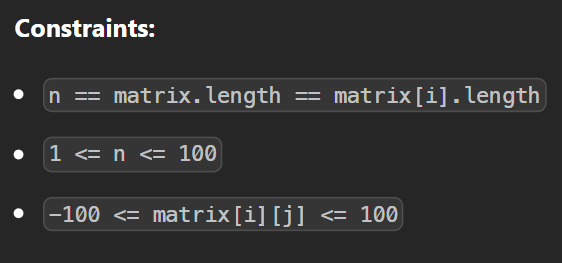 Constraints:
n == matrix.length == matrix[i].length
1 <= n <= 100
-100 <= matrix[i][j] <= 100